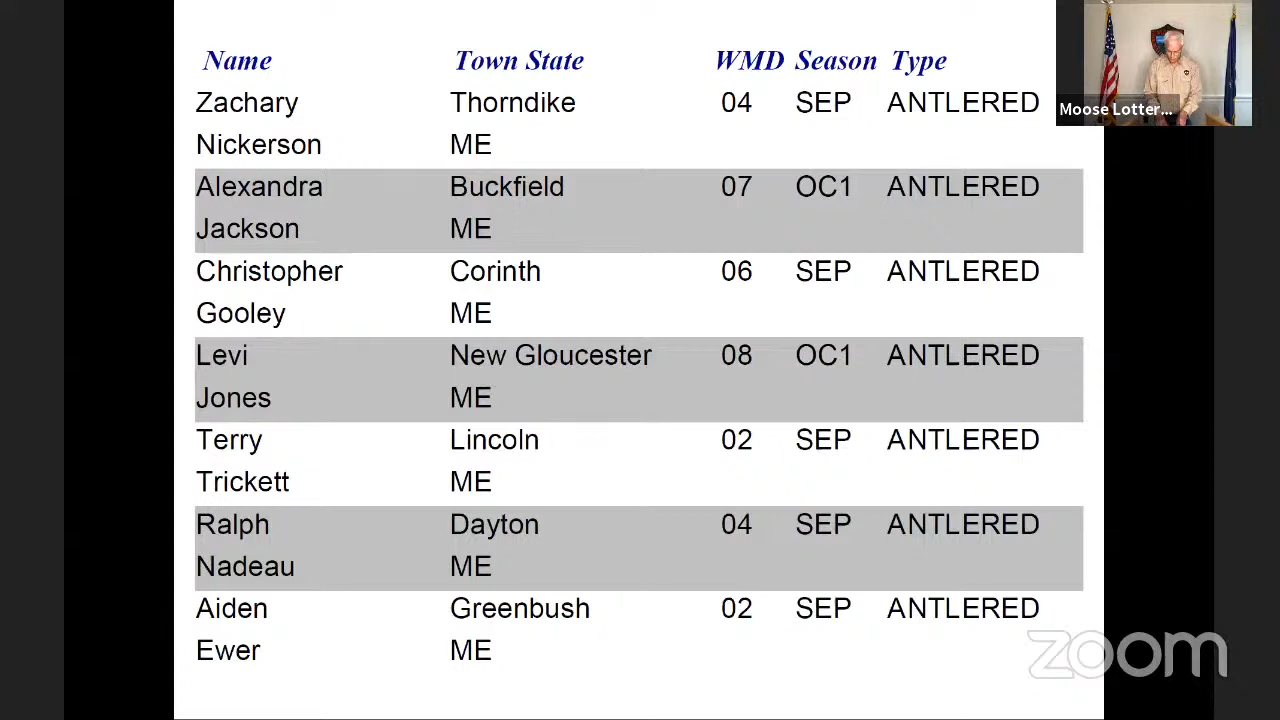 Name Town State WMD Season Type
Zachary Thorndike 04 SEP ANTLERED
Nickerson ME
Alexandra Buckfield 07 OC1 ANTLERED
Jackson ME
Christopher Corinth 06 SEP ANTLERED
Gooley ME
Levi New Gloucester 08 OC1 ANTLERED
Jones ME
Terry Lincoln 02 SEP ANTLERED
Trickett ME
Ralph Dayton 04 SEP ANTLERED
Nadeau ME
Aiden Greenbush 02 SEP ANTLERED
Ewer ME
Moose Lotter...
zoom